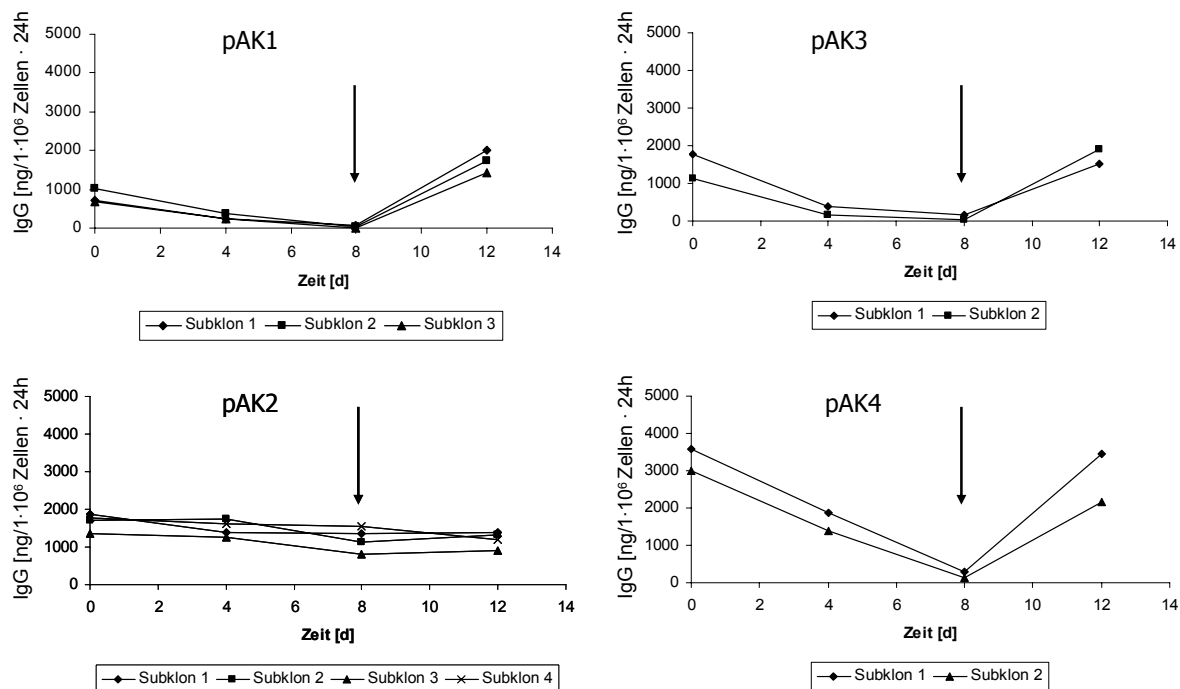 pAK1
IgG [ng/1·10⁶ Zellen · 24h
5000
4000
3000
2000
1000
0
0 2 4 6 8 10 12 14
Zeit [d]
Subklon 1 Subklon 2 Subklon 3
pAK3
IgG [ng/1·10⁶ Zellen · 24h
5000
4000
3000
2000
1000
0
0 2 4 6 8 10 12 14
Zeit [d]
Subklon 1 Subklon 2
pAK2
IgG [ng/1·10⁶ Zellen · 24h
5000
4000
3000
2000
1000
0
0 2 4 6 8 10 12 14
Zeit [d]
Subklon 1 Subklon 2 Subklon 3 Subklon 4
pAK4
IgG [ng/1·10⁶ Zellen · 24h
5000
4000
3000
2000
1000
0
0 2 4 6 8 10 12 14
Zeit [d]
Subklon 1 Subklon 2